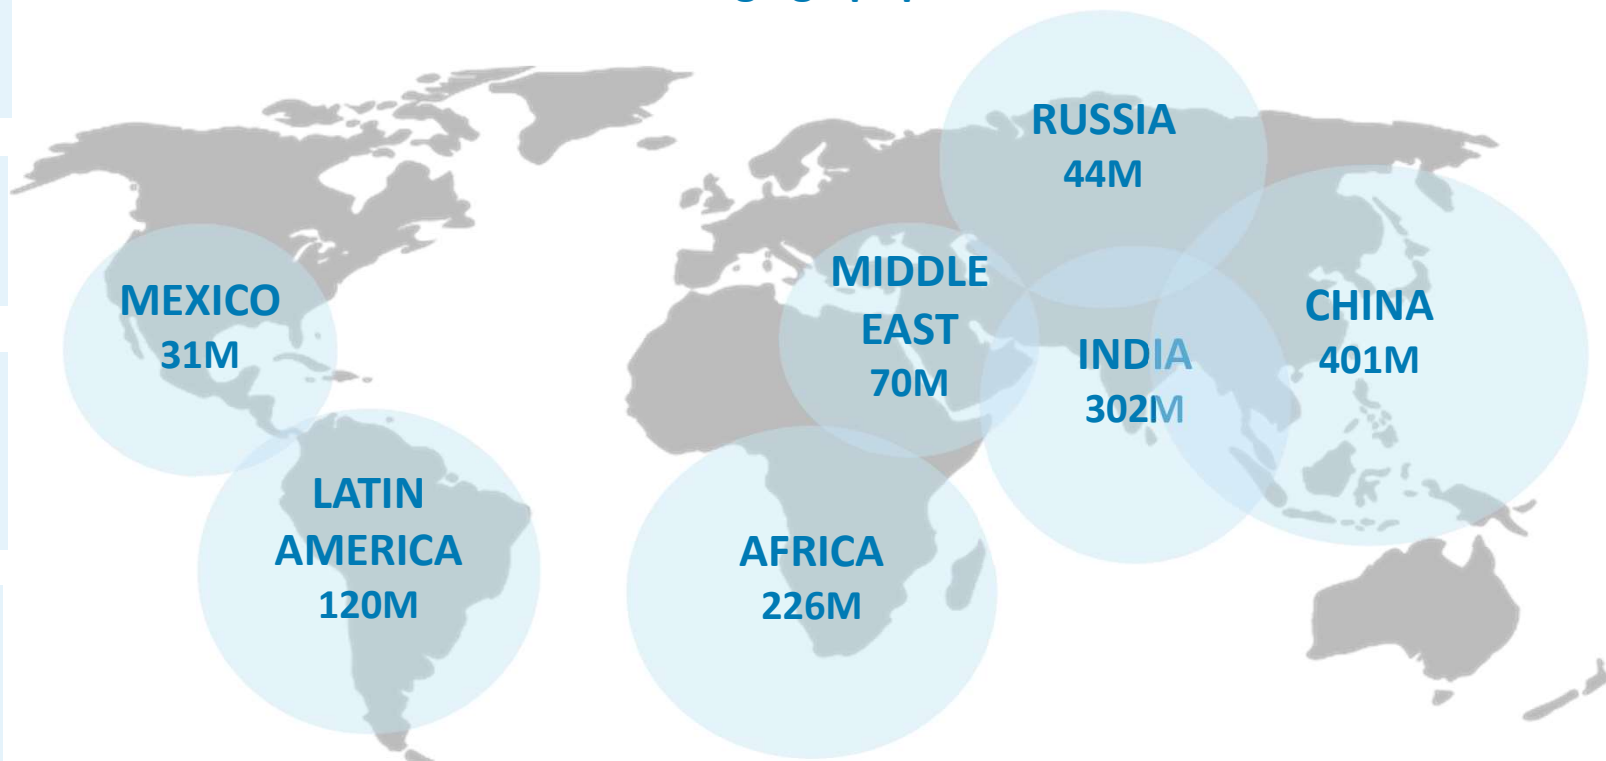 RUSSIA
44M
MEXICO
31M
MIDDLE
EAST
70M
INDIA
302M
CHINA
401M
LATIN
AMERICA
120M
AFRICA
226M